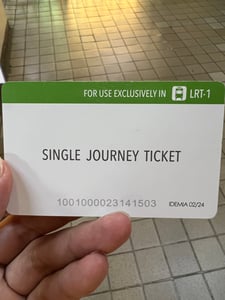 FOR USE EXCLUSIVELY IN LRT-1
SINGLE JOURNEY TICKET
1001000023141503 IDEMIA 02/24